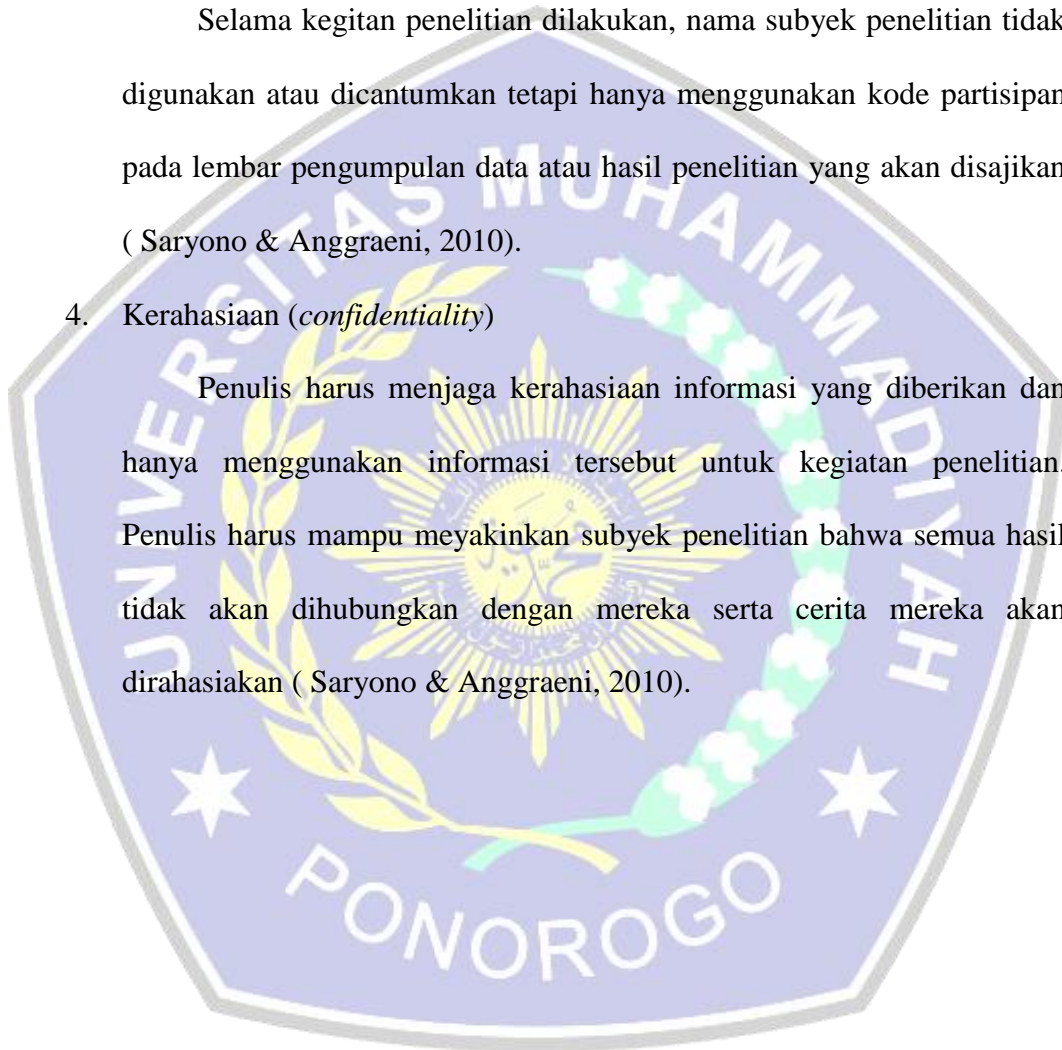 Selama kegitan penelitian dilakukan, nama subyek penelitian tidak
digunakan atau dicantumkan tetapi hanya menggunakan kode partisipan
pada lembar pengumpulan data atau hasil penelitian yang akan disajikan
( Saryono & Anggraeni, 2010).
4. Kerahasiaan (confidentiality)
Penulis harus menjaga kerahasiaan informasi yang diberikan dan
hanya menggunakan informasi tersebut untuk kegiatan penelitian.
Penulis harus mampu meyakinkan subyek penelitian bahwa semua hasil
tidak akan dihubungkan dengan mereka serta cerita mereka akan
dirahasiakan ( Saryono & Anggraeni, 2010).
UNIVERSITAS MUHAMMADIYAH
PONOROGO